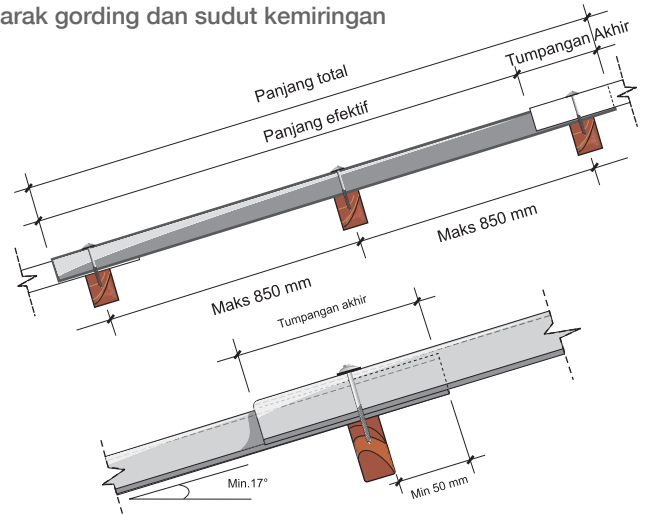 arak gording dan sudut kemiringan
Tumpangan Akhir
Panjang total
Panjang efektif
Maks 850 mm
Maks 850 mm
Tumpangan akhir
Min.17°
Min 50 mm